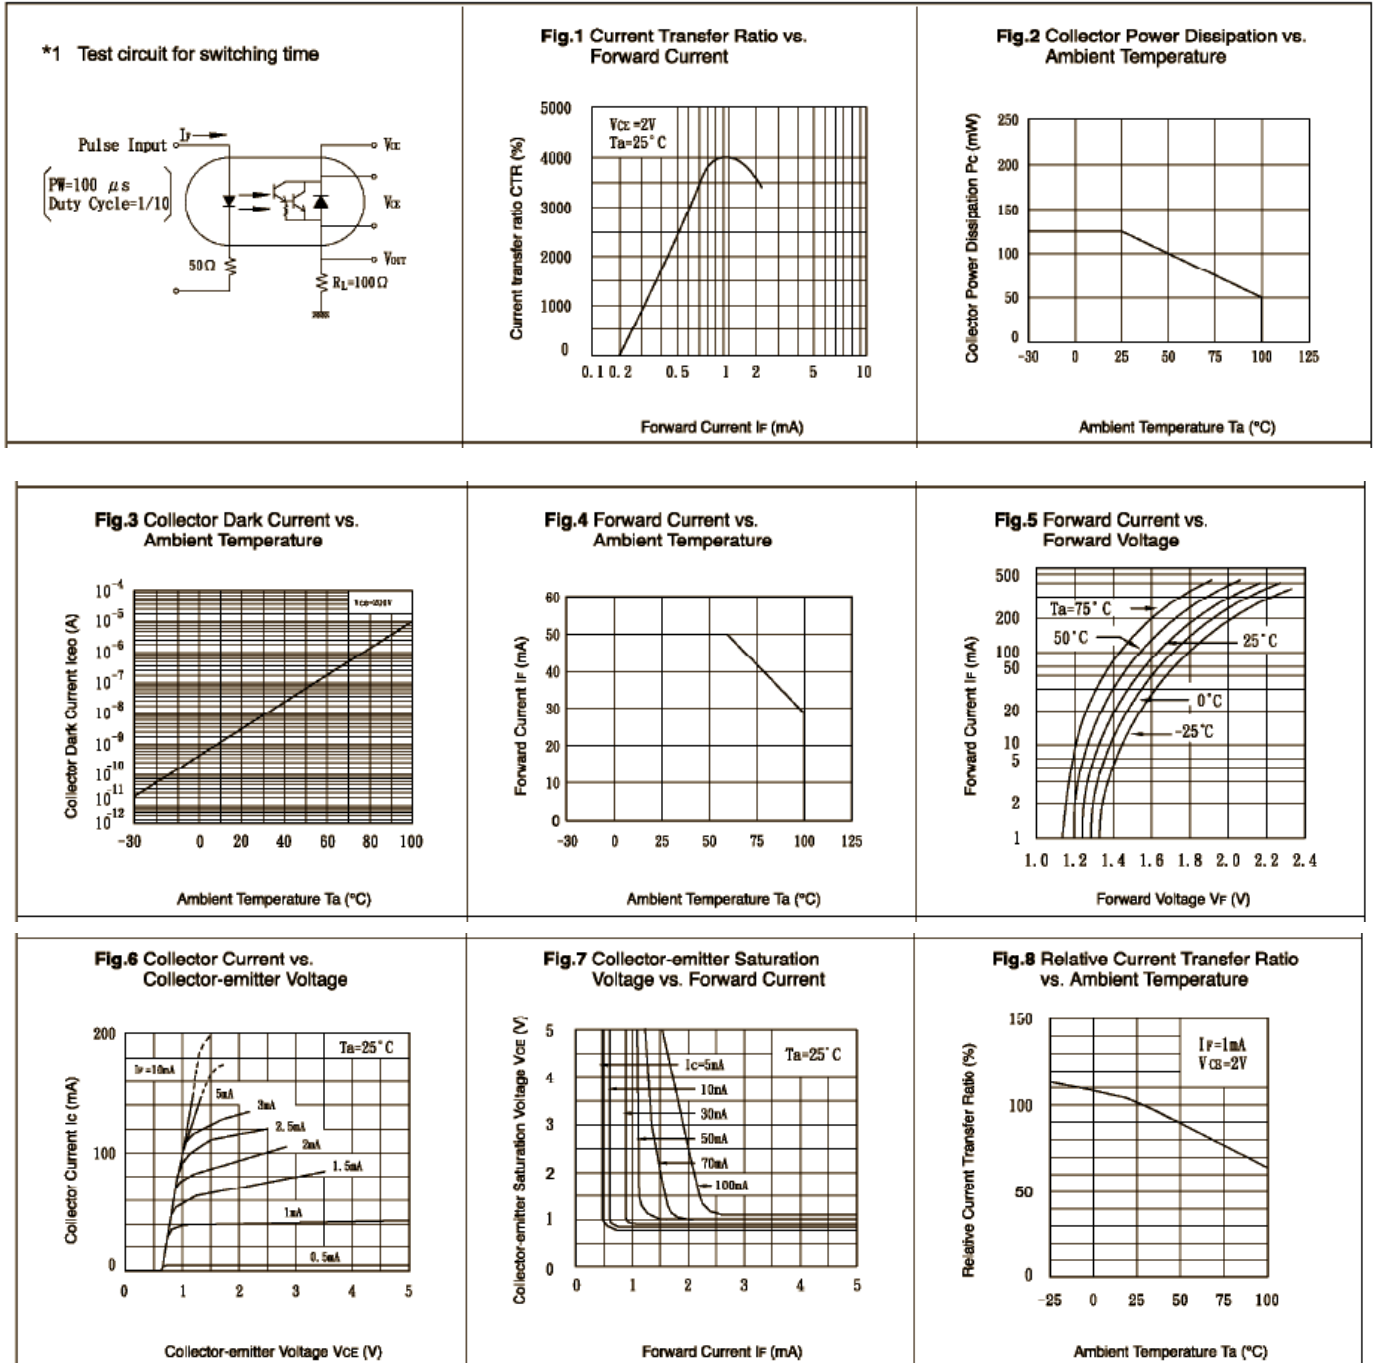 *1 Test circuit for switching time
Pulse Input
IF
PW=100 μs
Duty Cycle=1/10
50Ω
VCC
VCE
VOUT
RL=100Ω
Fig.1 Current Transfer Ratio vs.
Forward Current
Current transfer ratio CTR (%)
5000
4000
3000
2000
1000
0
VCE =2V
Ta=25°C
0.1 0.2 0.5 1 2 5 10
Forward Current IF (mA)
Fig.2 Collector Power Dissipation vs.
Ambient Temperature
Collector Power Dissipation Pc (mW)
250
200
150
100
50
0
-30 0 25 50 75 100 125
Ambient Temperature Ta (°C)
Fig.3 Collector Dark Current vs.
Ambient Temperature
Collector Dark Current ICEO (A)
10-4
10-5
10-6
10-7
10-8
10-9
10-10
10-11
10-12
-30 0 20 40 60 80 100
Ambient Temperature Ta (°C)
Fig.4 Forward Current vs.
Ambient Temperature
Forward Current IF (mA)
60
50
40
30
20
10
0
-30 0 25 50 75 100 125
Ambient Temperature Ta (°C)
Fig.5 Forward Current vs.
Forward Voltage
Forward Current IF (mA)
500
200
100
50
20
10
5
2
1
Ta=75°C
50°C
25°C
0°C
-25°C
1.0 1.2 1.4 1.6 1.8 2.0 2.2 2.4
Forward Voltage VF (V)
Fig.6 Collector Current vs.
Collector-emitter Voltage
Collector Current Ic (mA)
200
100
0
Ta=25°C
IF=10mA
5mA
3mA
2.5mA
2mA
1.5mA
1mA
0.5mA
0 1 2 3 4 5
Collector-emitter Voltage VCE (V)
Fig.7 Collector-emitter Saturation
Voltage vs. Forward Current
Collector-emitter Saturation Voltage VCE (V)
5
4
3
2
1
0
Ta=25°C
Ic=5mA
10mA
30mA
50mA
70mA
100mA
0 1 2 3 4 5
Forward Current IF (mA)
Fig.8 Relative Current Transfer Ratio
vs. Ambient Temperature
Relative Current Transfer Ratio (%)
150
100
50
0
IF=1mA
VCE=2V
-25 0 25 50 75 100
Ambient Temperature Ta (°C)